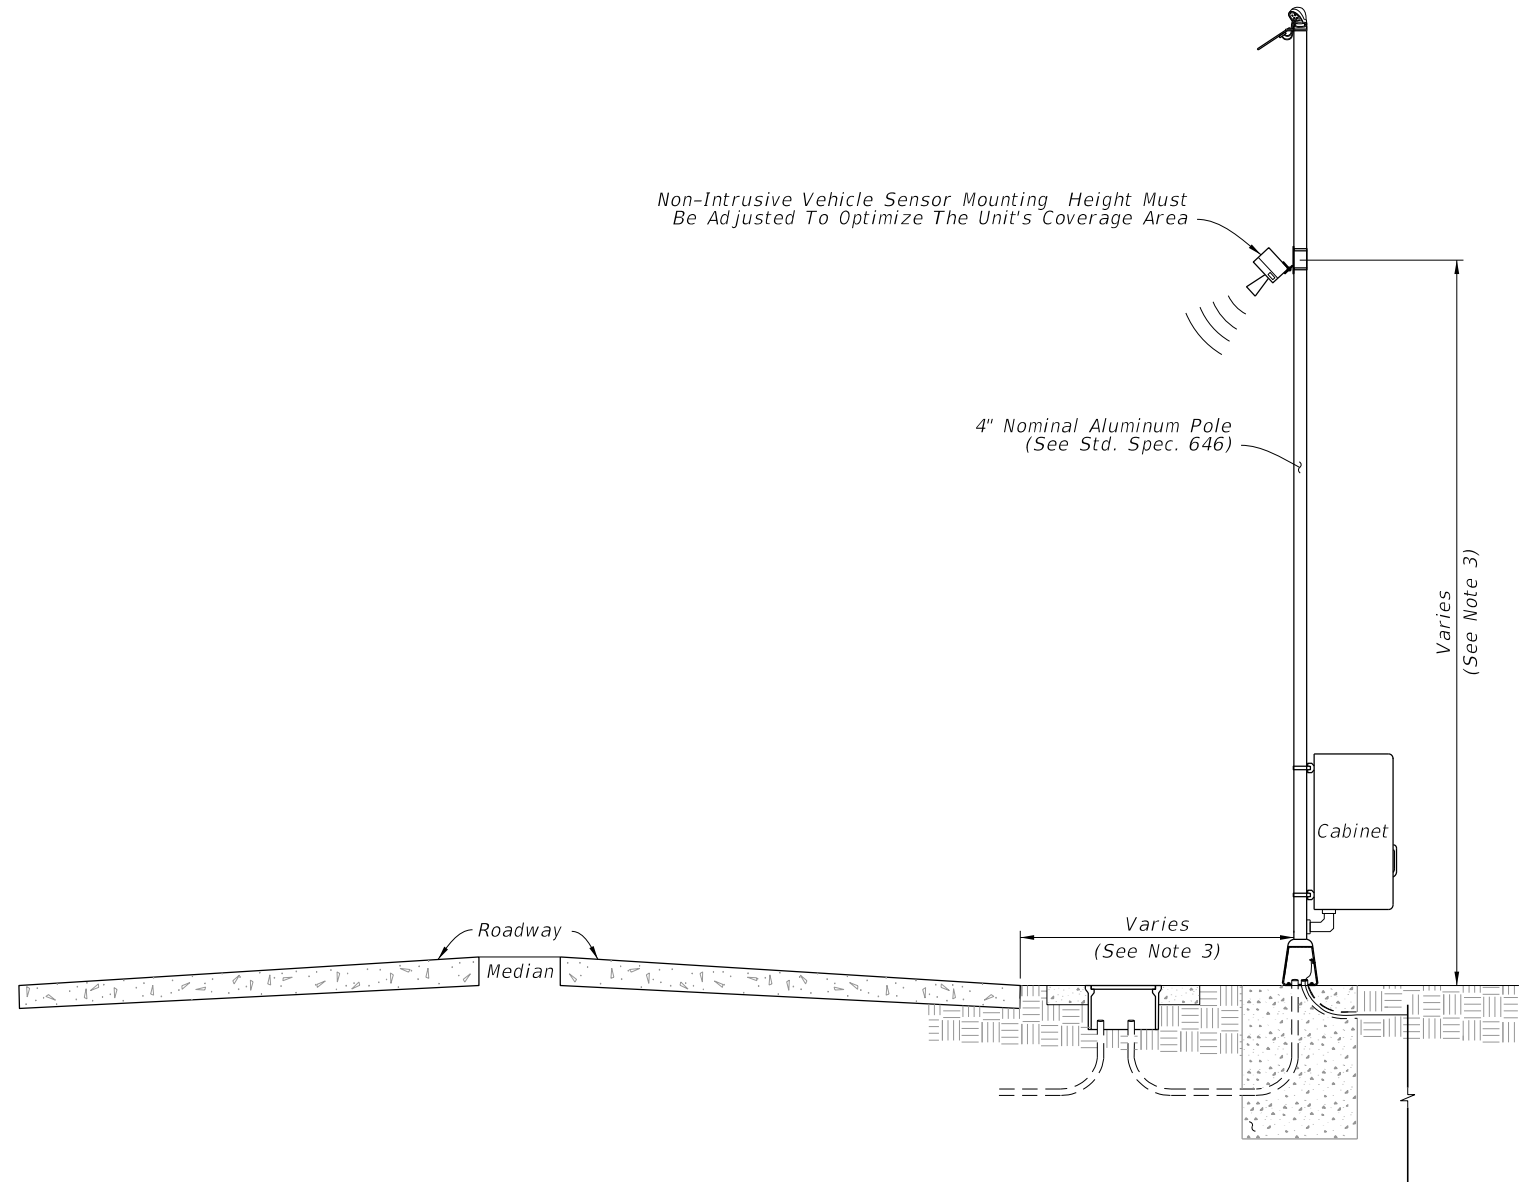 Non-Intrusive Vehicle Sensor Mounting Height Must
Be Adjusted To Optimize The Unit's Coverage Area
4" Nominal Aluminum Pole
(See Std. Spec. 646)
Varies
(See Note 3)
Cabinet
Roadway
Varies
(See Note 3)
Median